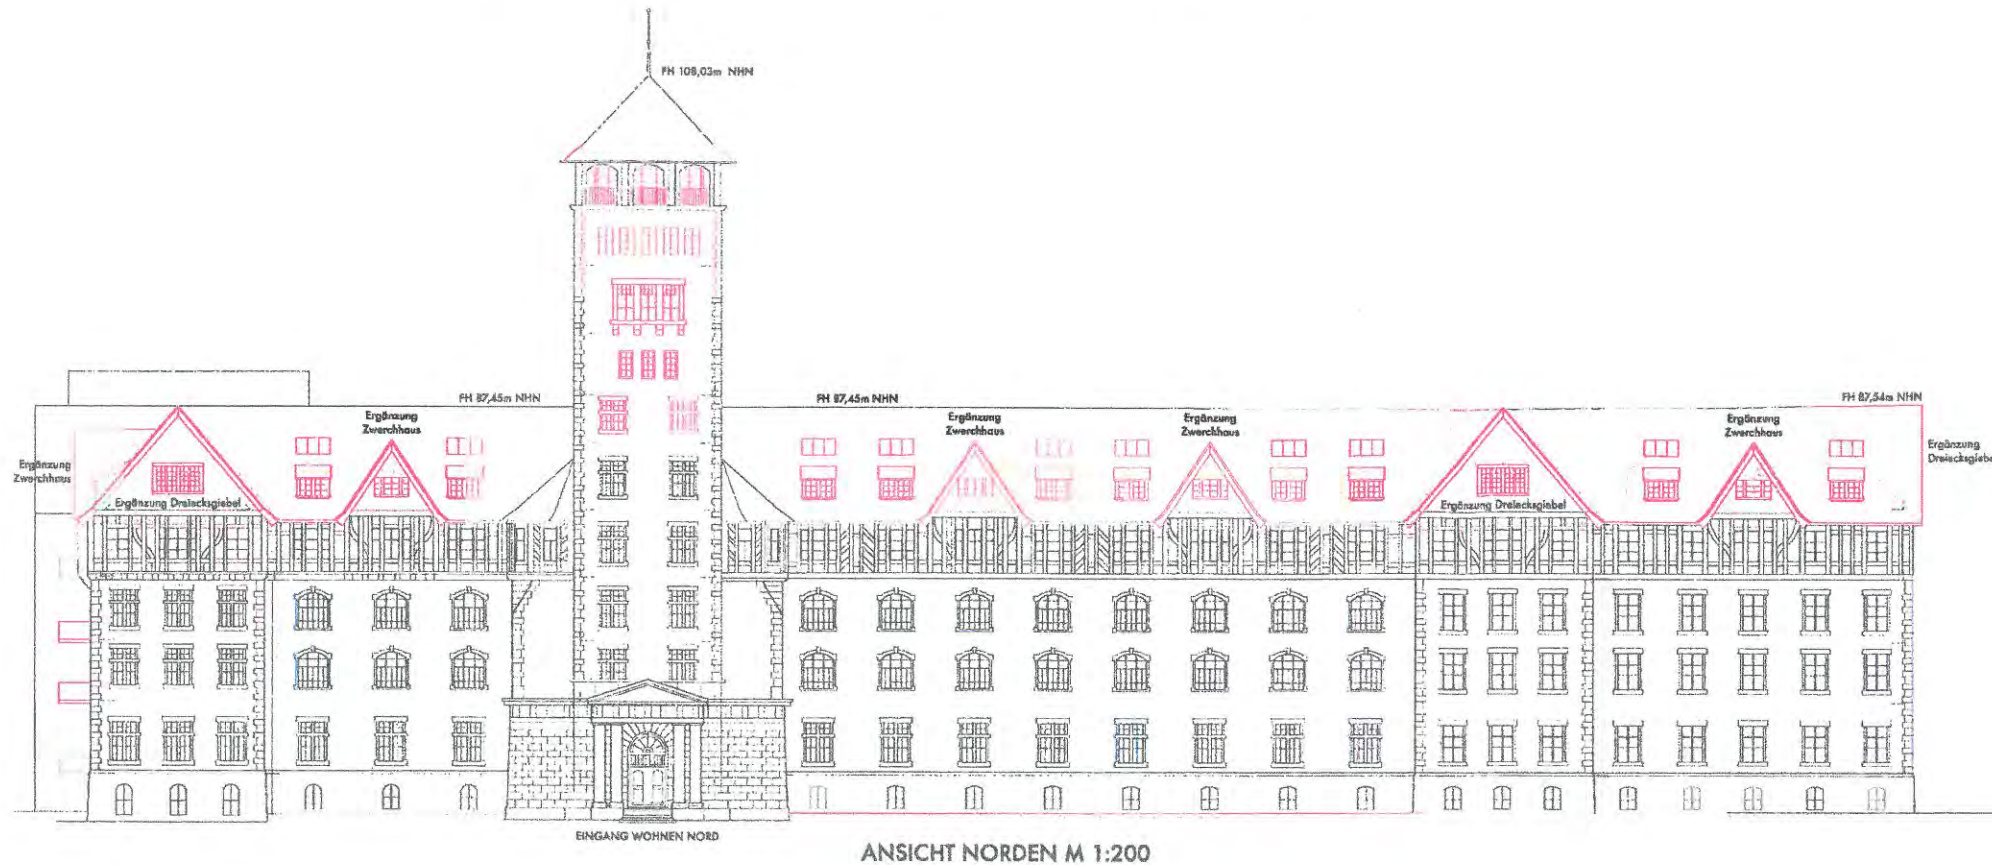 FH 108,03m NHN
FH 87,45m NHN
FH 87,45m NHN
FH 87,54m NHN
Ergänzung
Zwerchhaus
Ergänzung
Zwerchhaus
Ergänzung
Zwerchhaus
Ergänzung
Zwerchhaus
Ergänzung
Zwerchhaus
Ergänzung
Dreiecksgiebel
Ergänzung Dreiecksgiebel
Ergänzung Dreiecksgiebel
EINGANG WOHNEN NORD
ANSICHT NORDEN M 1:200